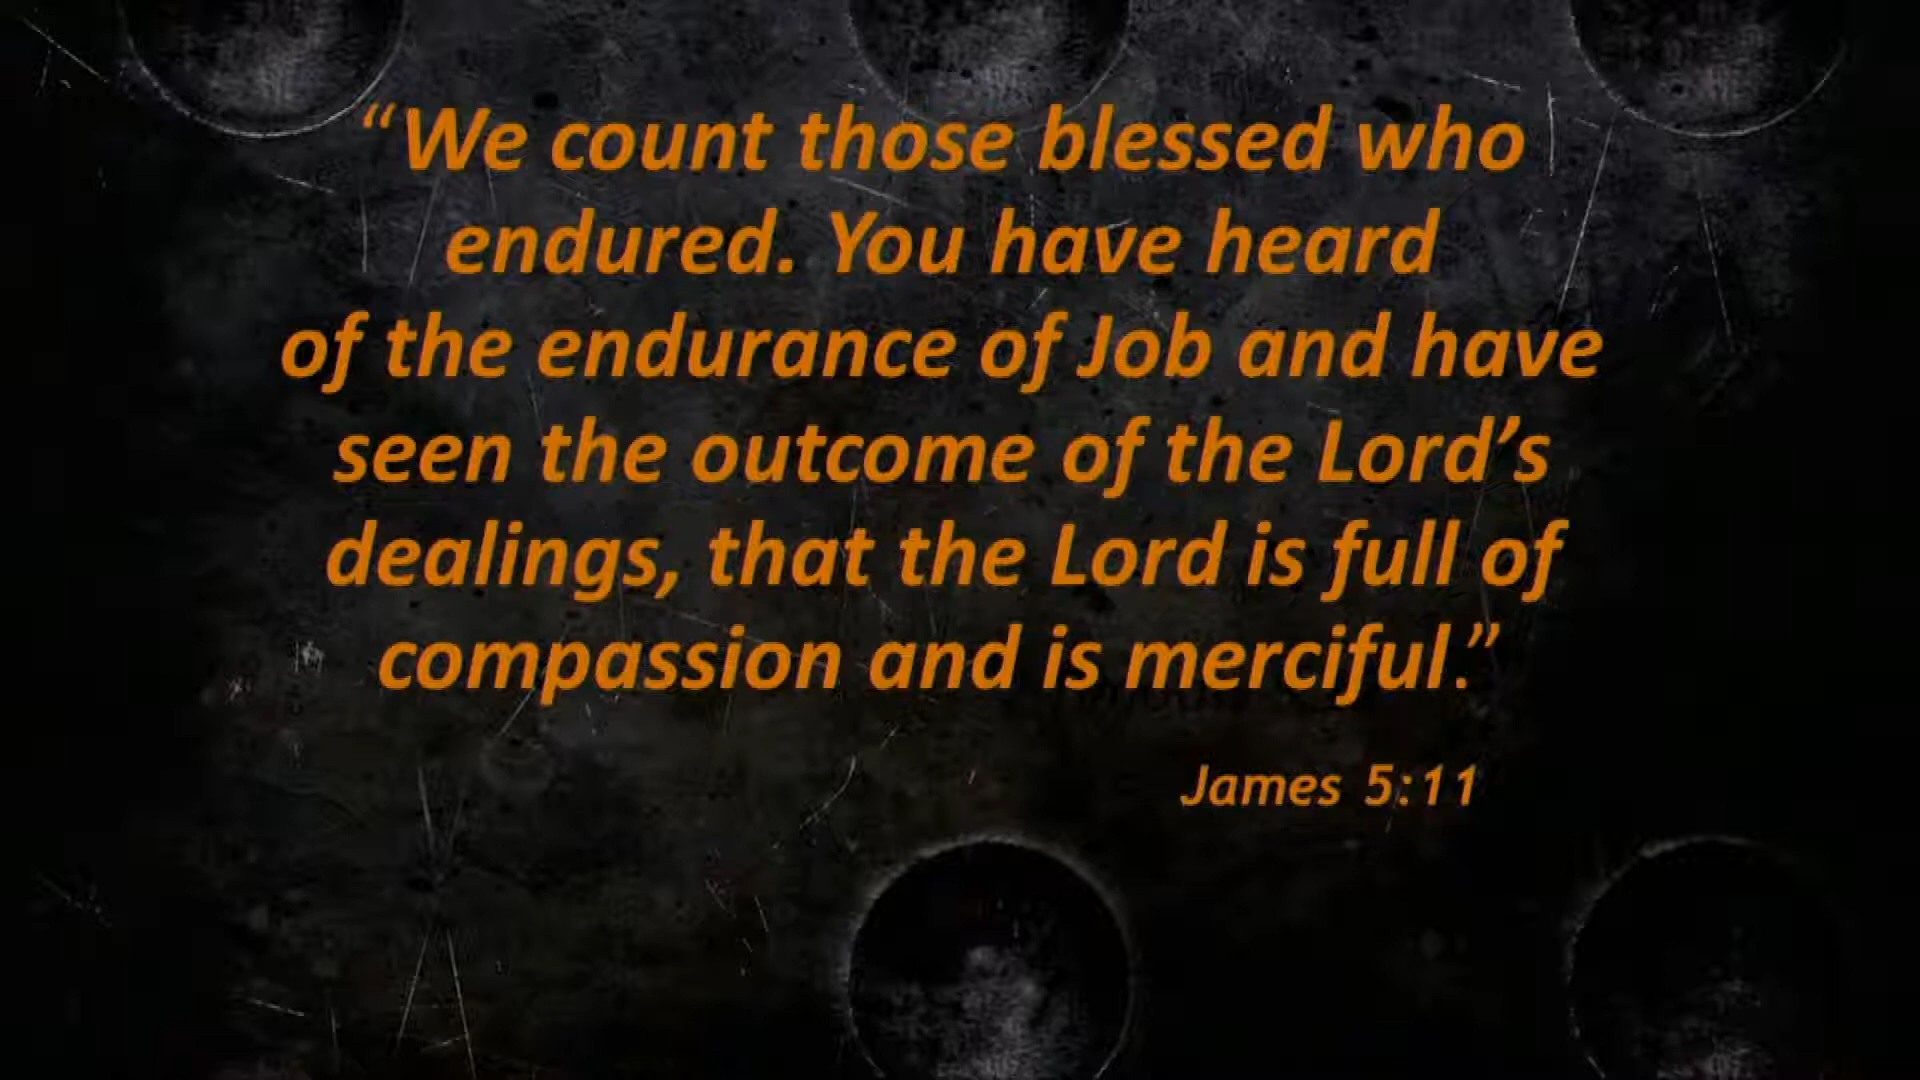 “We count those blessed who
endured. You have heard
of the endurance of Job and have
seen the outcome of the Lord’s
dealings, that the Lord is full of
compassion and is merciful.”
James 5:11